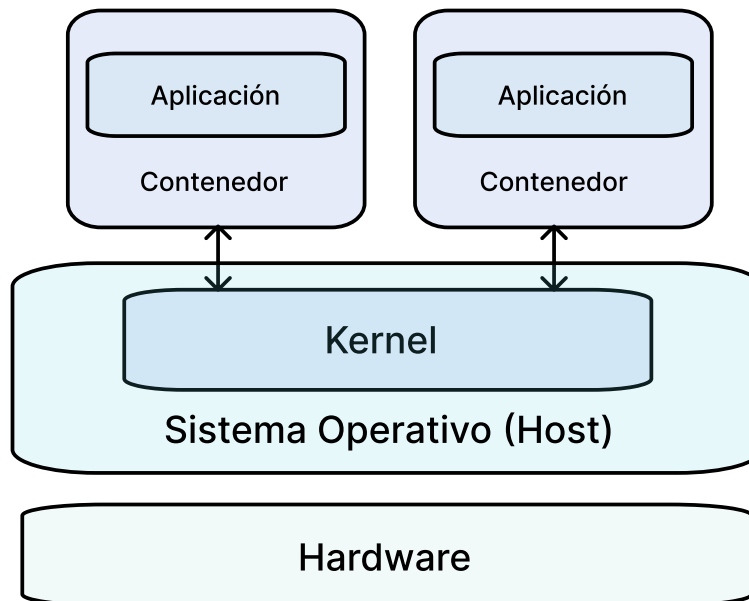 Aplicación
Aplicación
Contenedor
Contenedor
Kernel
Sistema Operativo (Host)
Hardware